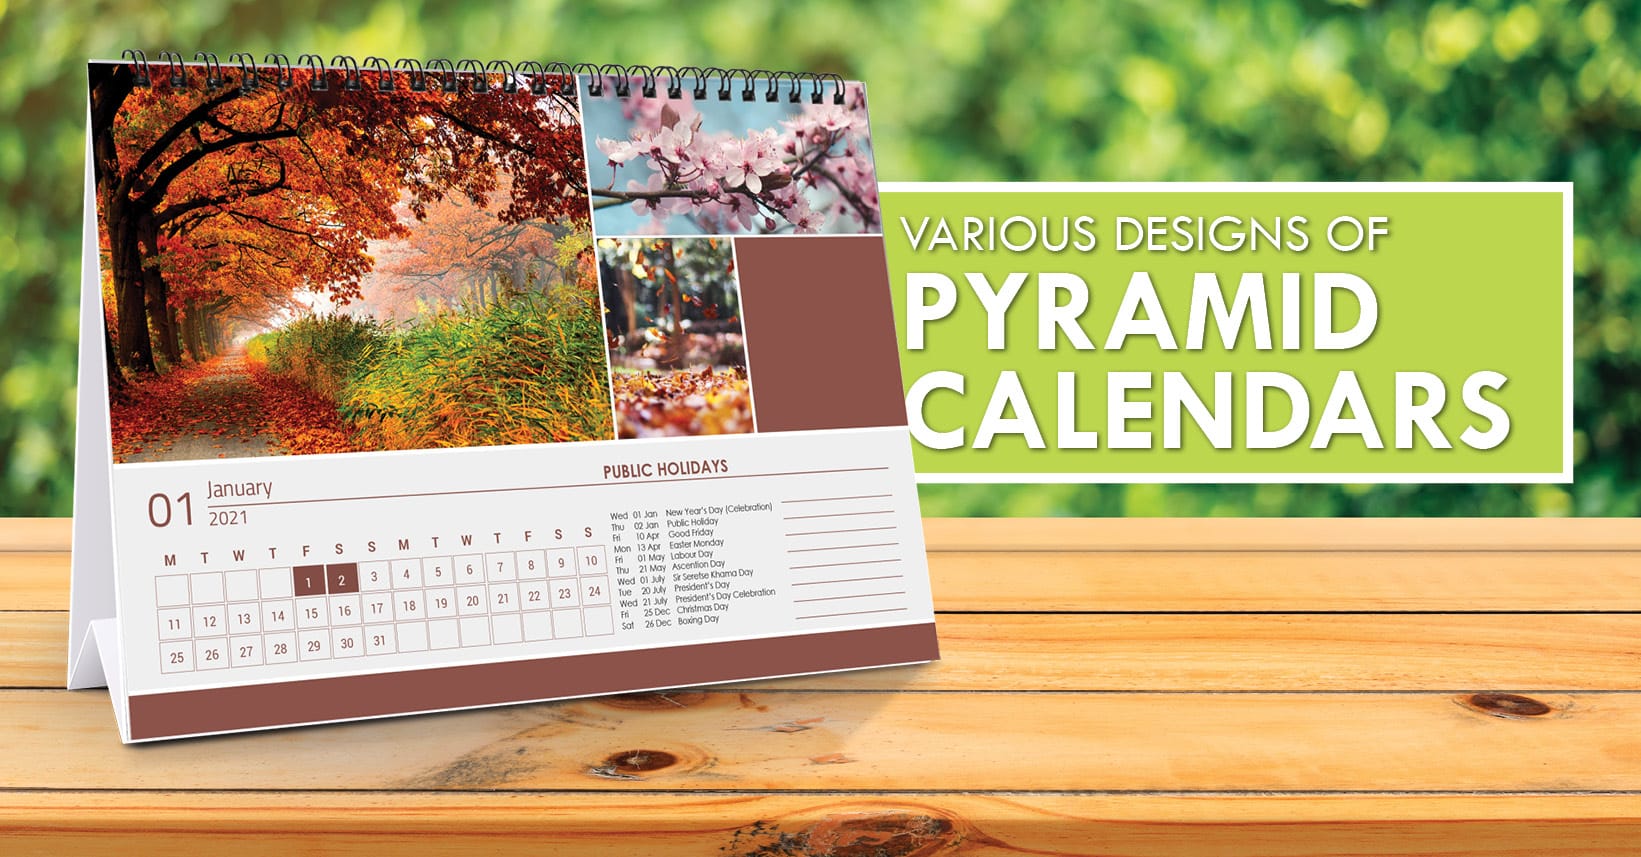 VARIOUS DESIGNS OF
PYRAMID
CALENDARS
01 January
2021
M T W T F S S M T W T F S S
1 2 3 4 5 6 7 8 9 10
11 12 13 14 15 16 17 18 19 20 21 22 23 24
25 26 27 28 29 30 31
PUBLIC HOLIDAYS
Wed 01 Jan New Year's Day (Celebration)
Thu 02 Jan Public Holiday
Fri 10 Apr Good Friday
Mon 13 Apr Easter Monday
Fri 01 May Labour Day
Thu 21 May Ascention Day
Wed 01 July Sir Seretse Khama Day
Tue 20 July President's Day
Wed 21 July President's Day Celebration
Fri 25 Dec Christmas Day
Sat 26 Dec Boxing Day